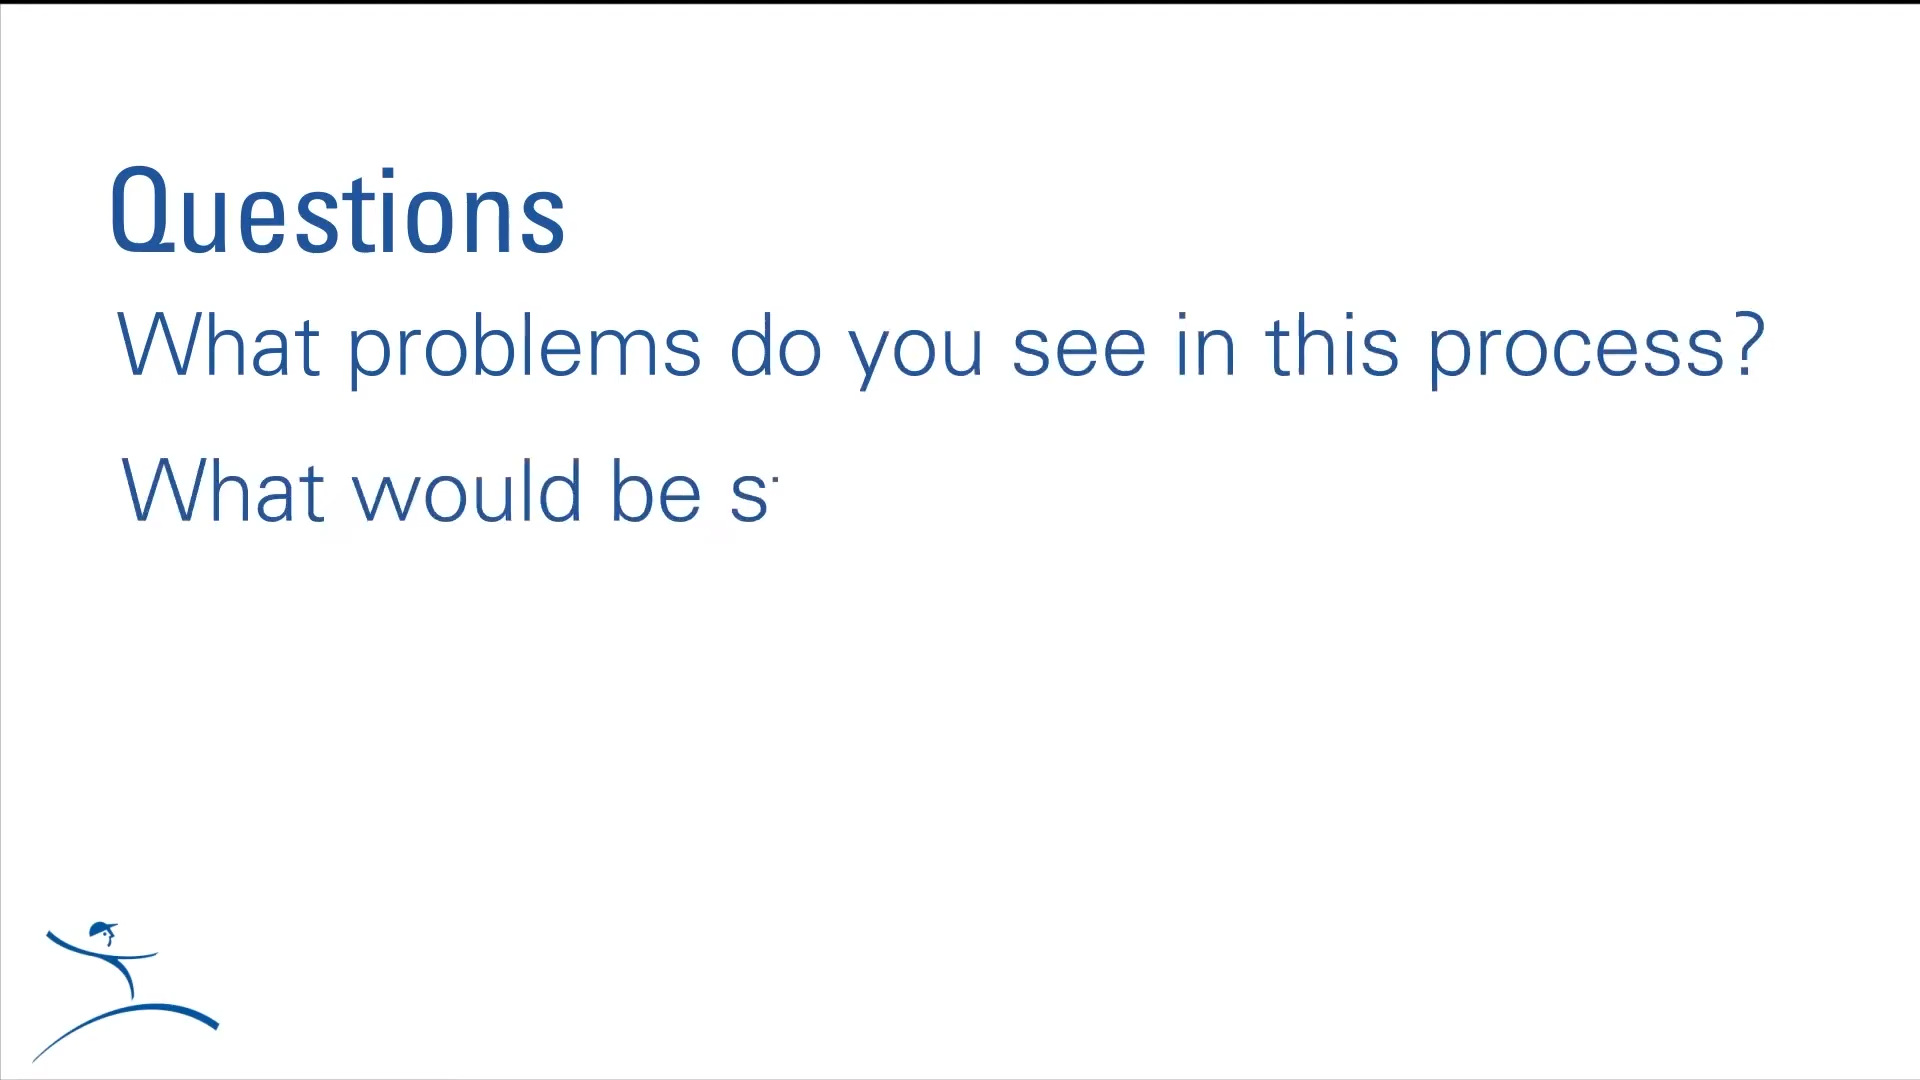 Questions
What problems do you see in this process?
What would be s